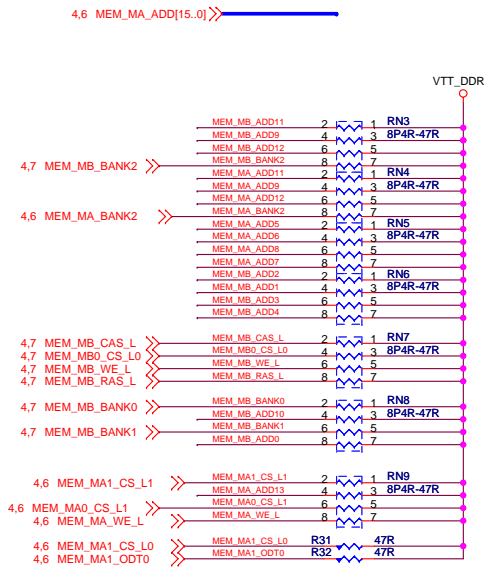 4,6 MEM_MA_ADD[15..0]
VTT_DDR
MEM_MB_ADD11 2 1 RN3
MEM_MB_ADD9 4 3 8P4R-47R
MEM_MB_ADD12 6 5
4,7 MEM_MB_BANK2 MEM_MB_BANK2 8 7
MEM_MA_ADD11 2 1 RN4
MEM_MA_ADD9 4 3 8P4R-47R
MEM_MA_ADD12 6 5
4,6 MEM_MA_BANK2 MEM_MA_BANK2 8 7
MEM_MA_ADD5 2 1 RN5
MEM_MA_ADD6 4 3 8P4R-47R
MEM_MA_ADD8 6 5
MEM_MA_ADD7 8 7
MEM_MB_ADD2 2 1 RN6
MEM_MB_ADD1 4 3 8P4R-47R
MEM_MB_ADD3 6 5
MEM_MB_ADD4 8 7
4,7 MEM_MB_CAS_L MEM_MB_CAS_L 2 1 RN7
4,7 MEM_MB0_CS_L0 MEM_MB0_CS_L0 4 3 8P4R-47R
4,7 MEM_MB_WE_L MEM_MB_WE_L 6 5
4,7 MEM_MB_RAS_L MEM_MB_RAS_L 8 7
4,7 MEM_MB_BANK0 MEM_MB_BANK0 2 1 RN8
MEM_MB_ADD10 4 3 8P4R-47R
4,7 MEM_MB_BANK1 MEM_MB_BANK1 6 5
MEM_MB_ADD0 8 7
4,6 MEM_MA1_CS_L1 MEM_MA1_CS_L1 2 1 RN9
MEM_MA_ADD13 4 3 8P4R-47R
4,6 MEM_MA0_CS_L1 MEM_MA0_CS_L1 6 5
4,6 MEM_MA_WE_L MEM_MA_WE_L 8 7
4,6 MEM_MA1_CS_L0 MEM_MA1_CS_L0 R31 47R
4,6 MEM_MA1_ODT0 MEM_MA1_ODT0 R32 47R